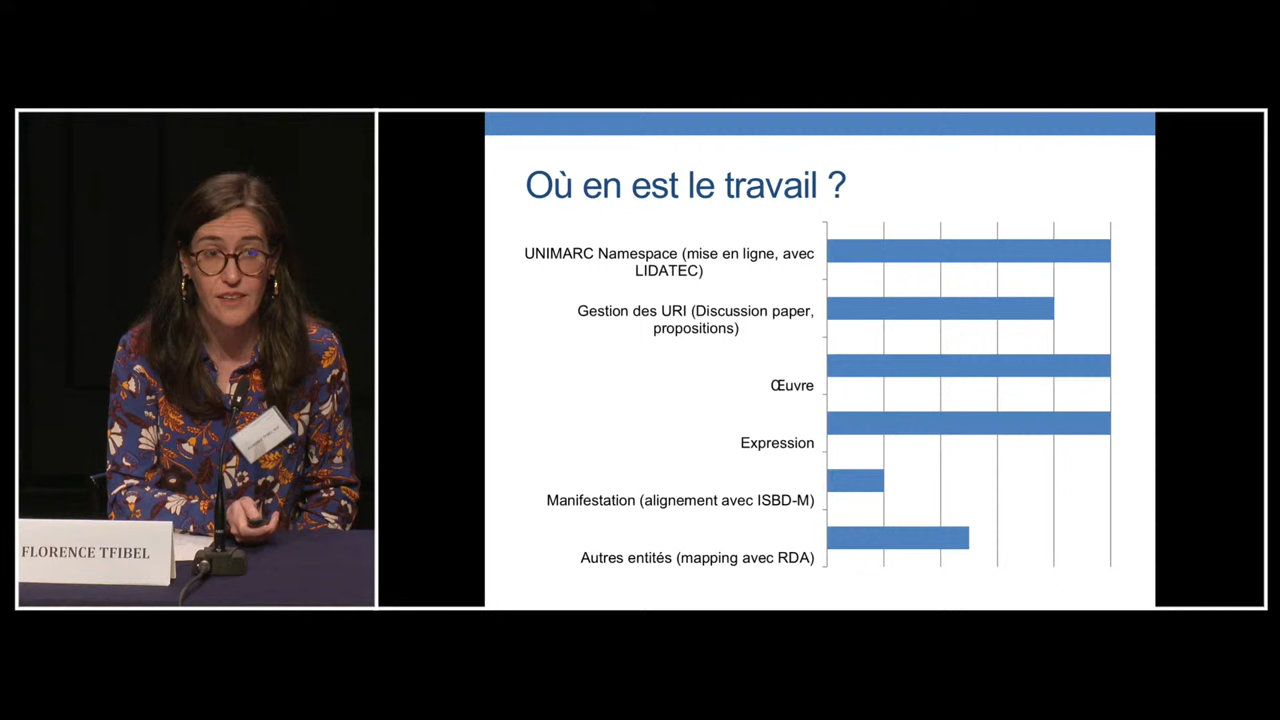 Où en est le travail ?
UNIMARC Namespace (mise en ligne, avec
LIDATEC)
Gestion des URI (Discussion paper,
propositions)
Œuvre
Expression
Manifestation (alignement avec ISBD-M)
Autres entités (mapping avec RDA)
FLORENCE TFIBEL